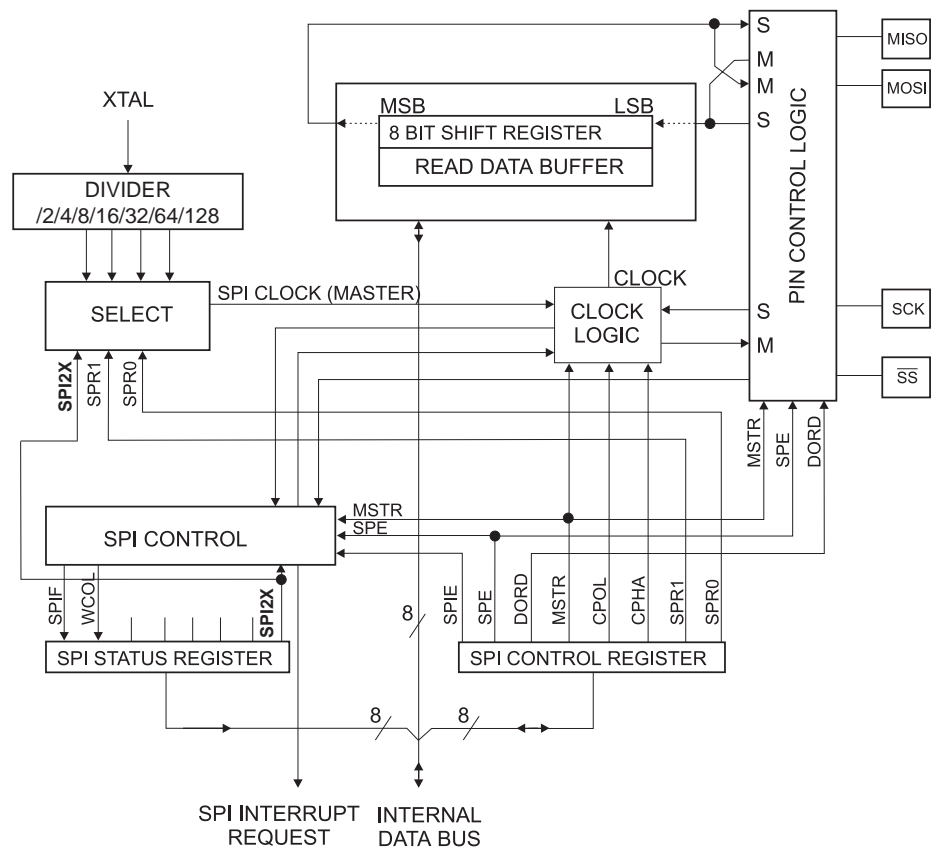 S
MISO
M
M
MOSI
XTAL
MSB
LSB
S
8 BIT SHIFT REGISTER
READ DATA BUFFER
PIN CONTROL LOGIC
DIVIDER
/2/4/8/16/32/64/128
SPI CLOCK (MASTER)
CLOCK
SELECT
CLOCK
LOGIC
S
SCK
M
SPI2X
SPR1
SPR0
SS
MSTR
SPE
DORD
MSTR
SPE
SPI CONTROL
SPIF
WCOL
SPI2X
8
SPIE
SPE
DORD
MSTR
CPOL
CPHA
SPR1
SPR0
SPI STATUS REGISTER
SPI CONTROL REGISTER
8
8
SPI INTERRUPT
REQUEST
INTERNAL
DATA BUS